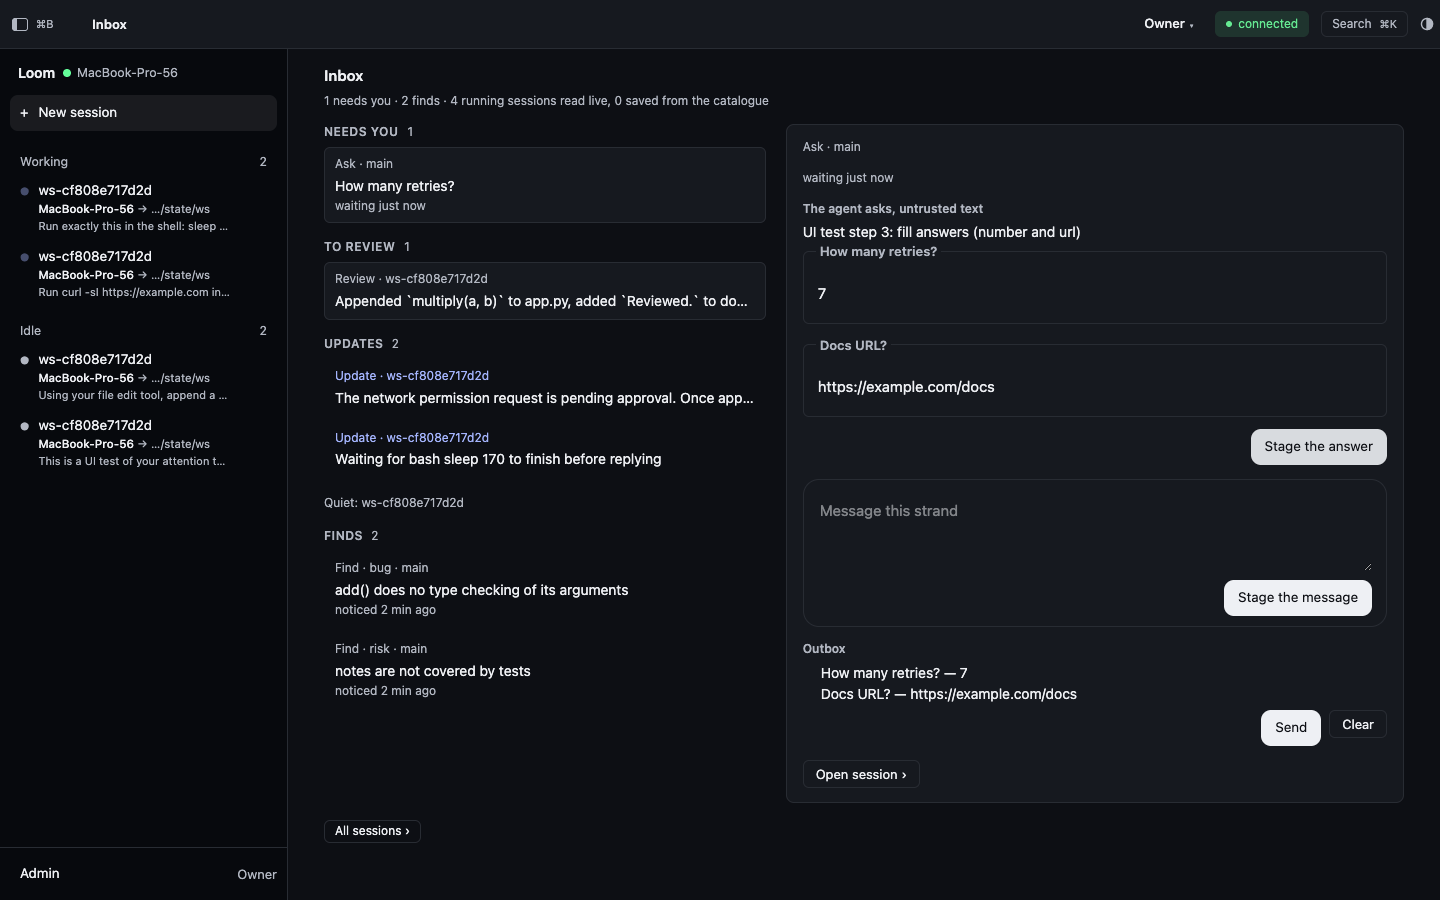 ⌘B
Inbox
Owner
connected
Search ⌘K
Loom MacBook-Pro-56
+ New session
Working 2
ws-cf808e717d2d
MacBook-Pro-56 → .../state/ws
Run exactly this in the shell: sleep ...
ws-cf808e717d2d
MacBook-Pro-56 → .../state/ws
Run curl -sI https://example.com in...
Idle 2
ws-cf808e717d2d
MacBook-Pro-56 → .../state/ws
Using your file edit tool, append a ...
ws-cf808e717d2d
MacBook-Pro-56 → .../state/ws
This is a UI test of your attention t...
Admin Owner
Inbox
1 needs you · 2 finds · 4 running sessions read live, 0 saved from the catalogue
NEEDS YOU 1
Ask · main
How many retries?
waiting just now
TO REVIEW 1
Review · ws-cf808e717d2d
Appended `multiply(a, b)` to app.py, added `Reviewed.` to do...
UPDATES 2
Update · ws-cf808e717d2d
The network permission request is pending approval. Once app...
Update · ws-cf808e717d2d
Waiting for bash sleep 170 to finish before replying
Quiet: ws-cf808e717d2d
FINDS 2
Find · bug · main
add() does no type checking of its arguments
noticed 2 min ago
Find · risk · main
notes are not covered by tests
noticed 2 min ago
All sessions ›
Ask · main
waiting just now
The agent asks, untrusted text
UI test step 3: fill answers (number and url)
How many retries?
7
Docs URL?
https://example.com/docs
Stage the answer
Message this strand
Stage the message
Outbox
How many retries? — 7
Docs URL? — https://example.com/docs
Send
Clear
Open session ›